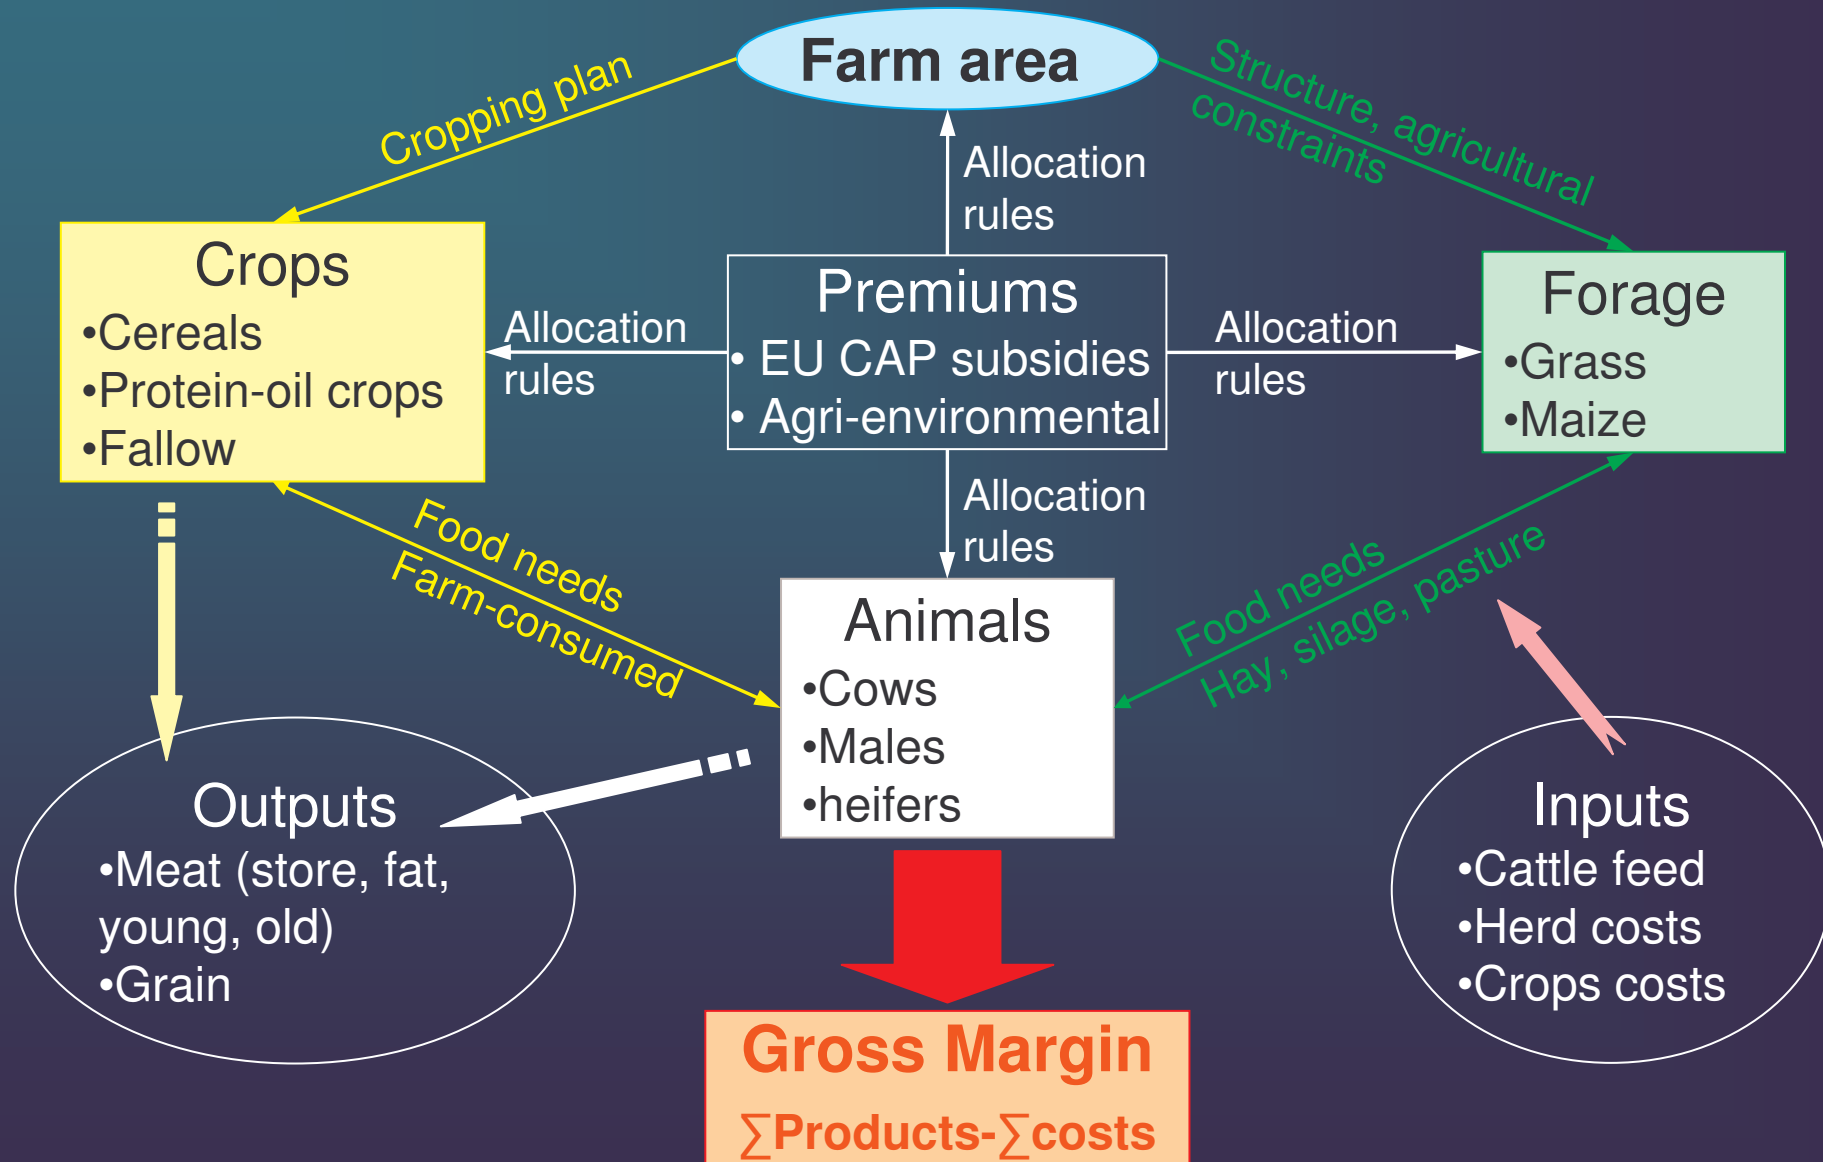 Farm area
Cropping plan
Structure, agricultural
constraints
Allocation
rules
Crops
•Cereals
•Protein-oil crops
•Fallow
Allocation
rules
Premiums
• EU CAP subsidies
• Agri-environmental
Allocation
rules
Forage
•Grass
•Maize
Allocation
rules
Food needs
Farm-consumed
Food needs
Hay, silage, pasture
Animals
•Cows
•Males
•heifers
Outputs
•Meat (store, fat,
young, old)
•Grain
Inputs
•Cattle feed
•Herd costs
•Crops costs
Gross Margin
∑Products-∑costs